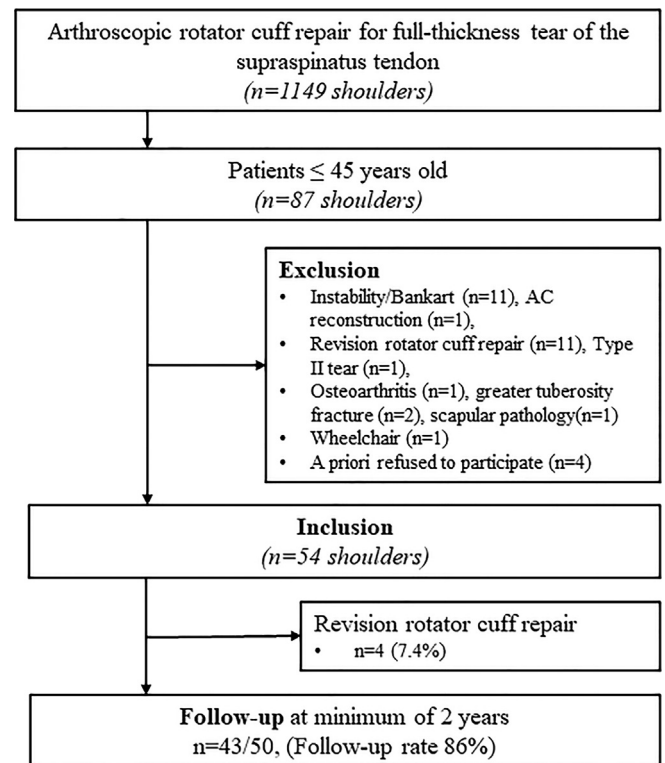 Arthroscopic rotator cuff repair for full-thickness tear of the
supraspinatus tendon
(n=1149 shoulders)
Patients ≤ 45 years old
(n=87 shoulders)
Exclusion
• Instability/Bankart (n=11), AC
reconstruction (n=1),
• Revision rotator cuff repair (n=11), Type
II tear (n=1),
• Osteoarthritis (n=1), greater tuberosity
fracture (n=2), scapular pathology(n=1)
• Wheelchair (n=1)
• A priori refused to participate (n=4)
Inclusion
(n=54 shoulders)
Revision rotator cuff repair
• n=4 (7.4%)
Follow-up at minimum of 2 years
n=43/50, (Follow-up rate 86%)